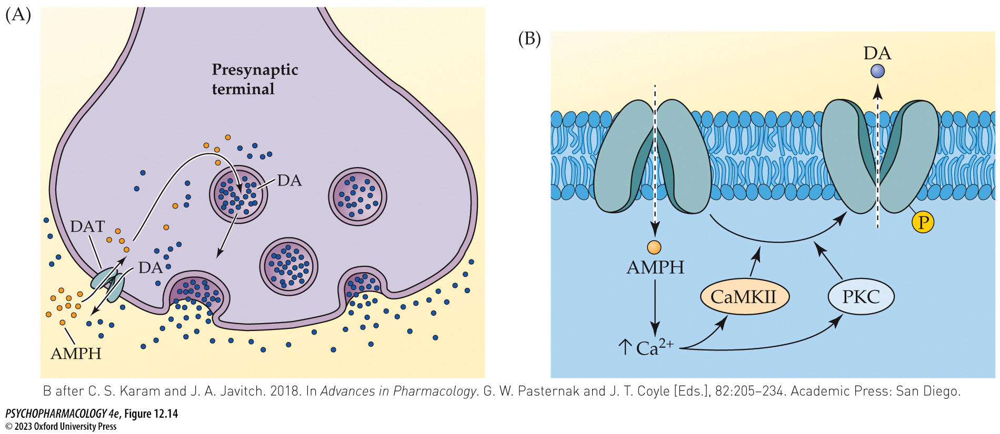 (A)
Presynaptic
terminal
DA
DAT
DA
AMPH
(B)
DA
P
AMPH
CaMKII
PKC
↑ Ca²⁺
B after C. S. Karam and J. A. Javitch. 2018. In Advances in Pharmacology. G. W. Pasternak and J. T. Coyle [Eds.], 82:205–234. Academic Press: San Diego.
PSYCHOPHARMACOLOGY 4e, Figure 12.14
© 2023 Oxford University Press